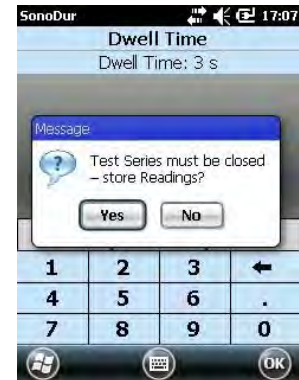 SonoDur 17:07
Dwell Time
Dwell Time: 3 s
Message
? Test Series must be closed
– store Readings?
Yes No
1 2 3 ←
4 5 6 .
7 8 9 0
OK